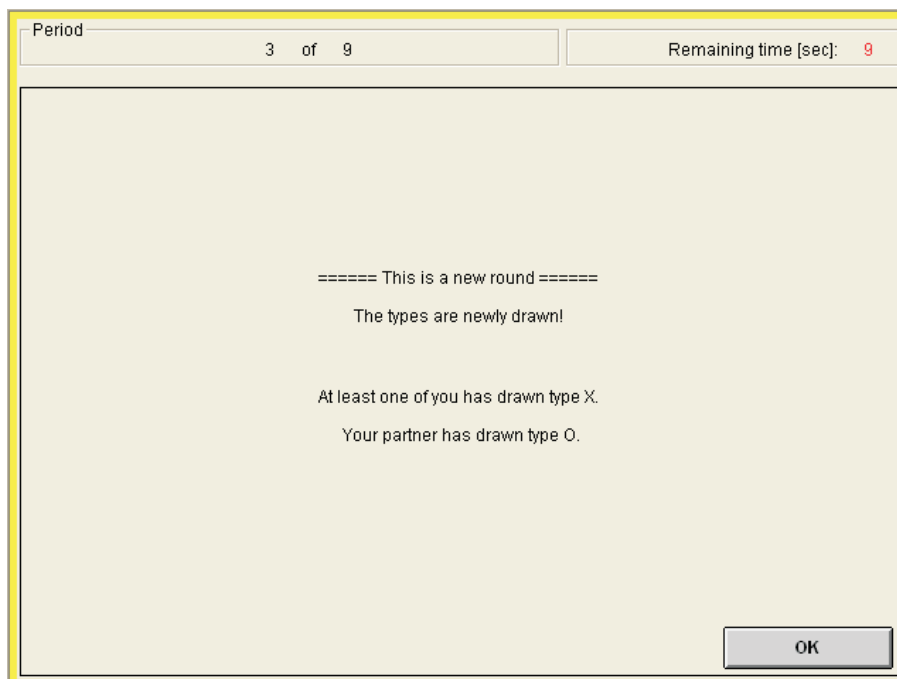 Period
3 of 9
Remaining time [sec]: 9
====== This is a new round ======
The types are newly drawn!
At least one of you has drawn type X.
Your partner has drawn type O.
OK